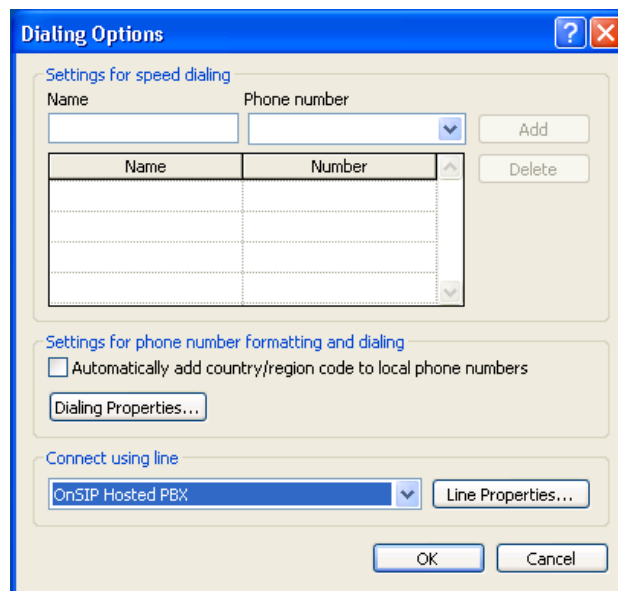 Dialing Options
Settings for speed dialing
Name Phone number
Add
Name Number
Delete
Settings for phone number formatting and dialing
Automatically add country/region code to local phone numbers
Dialing Properties...
Connect using line
OnSIP Hosted PBX Line Properties...
OK Cancel